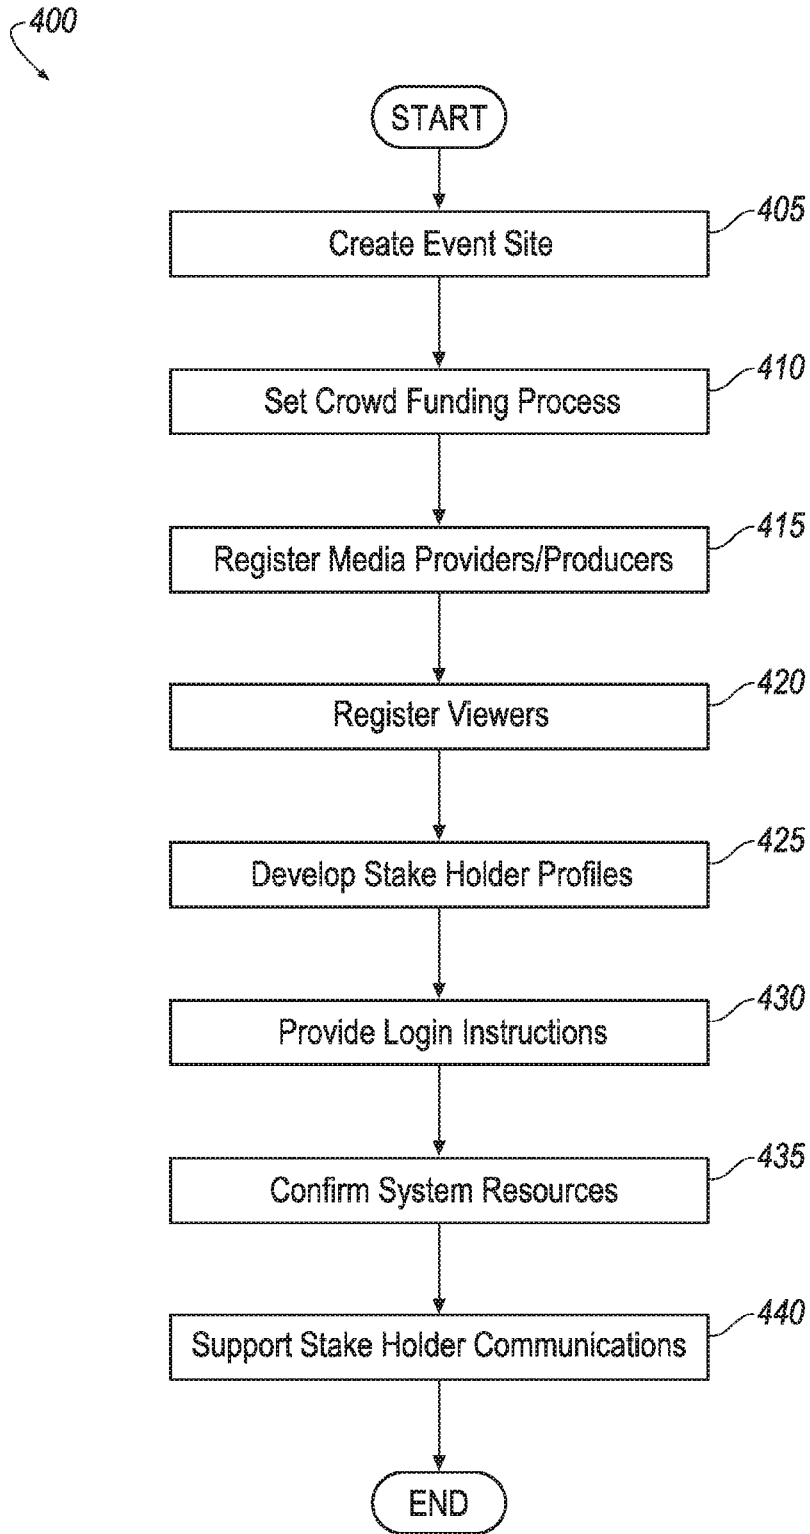 400
START
405
Create Event Site
410
Set Crowd Funding Process
415
Register Media Providers/Producers
420
Register Viewers
425
Develop Stake Holder Profiles
430
Provide Login Instructions
435
Confirm System Resources
440
Support Stake Holder Communications
END